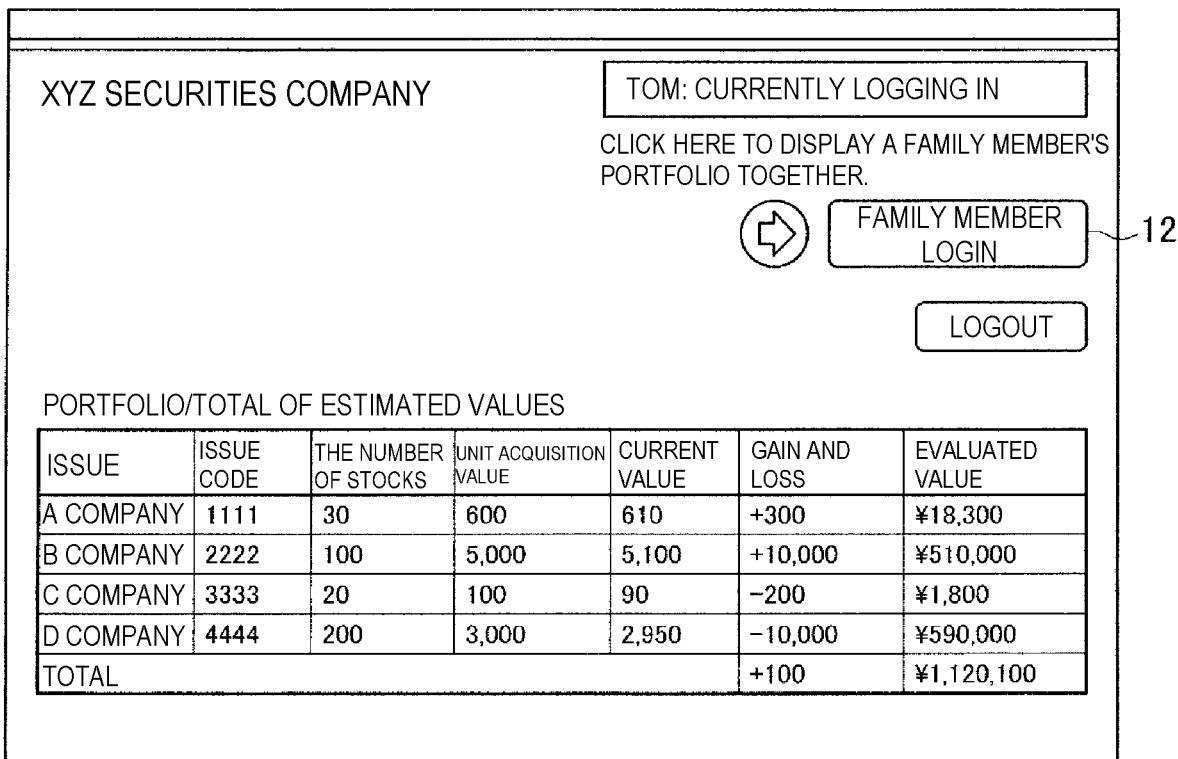 XYZ SECURITIES COMPANY
TOM: CURRENTLY LOGGING IN
CLICK HERE TO DISPLAY A FAMILY MEMBER'S
PORTFOLIO TOGETHER.
FAMILY MEMBER
LOGIN
12
LOGOUT
PORTFOLIO/TOTAL OF ESTIMATED VALUES
ISSUE ISSUE CODE THE NUMBER OF STOCKS UNIT ACQUISITION VALUE CURRENT VALUE GAIN AND LOSS EVALUATED VALUE
A COMPANY 1111 30 600 610 +300 ¥18,300
B COMPANY 2222 100 5,000 5,100 +10,000 ¥510,000
C COMPANY 3333 20 100 90 −200 ¥1,800
D COMPANY 4444 200 3,000 2,950 −10,000 ¥590,000
TOTAL +100 ¥1,120,100